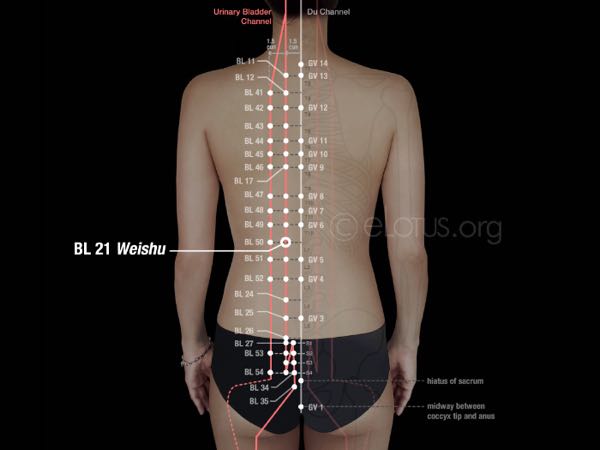 Urinary Bladder
Channel
Du Channel
1.5
cun
1.5
cun
BL 11
GV 14
GV 13
BL 12
BL 41
BL 42
GV 12
BL 43
BL 44
GV 11
BL 45
GV 10
BL 46
GV 9
BL 17
BL 47
GV 8
BL 48
GV 7
BL 49
GV 6
© eLOTUS.org
BL 50
BL 21 Weishu
BL 51
GV 5
BL 52
GV 4
BL 24
BL 25
GV 3
BL 26
BL 27
S1
BL 53
S2
S3
BL 54
S4
BL 34
hiatus of sacrum
BL 35
GV 1
midway between
coccyx tip and anus